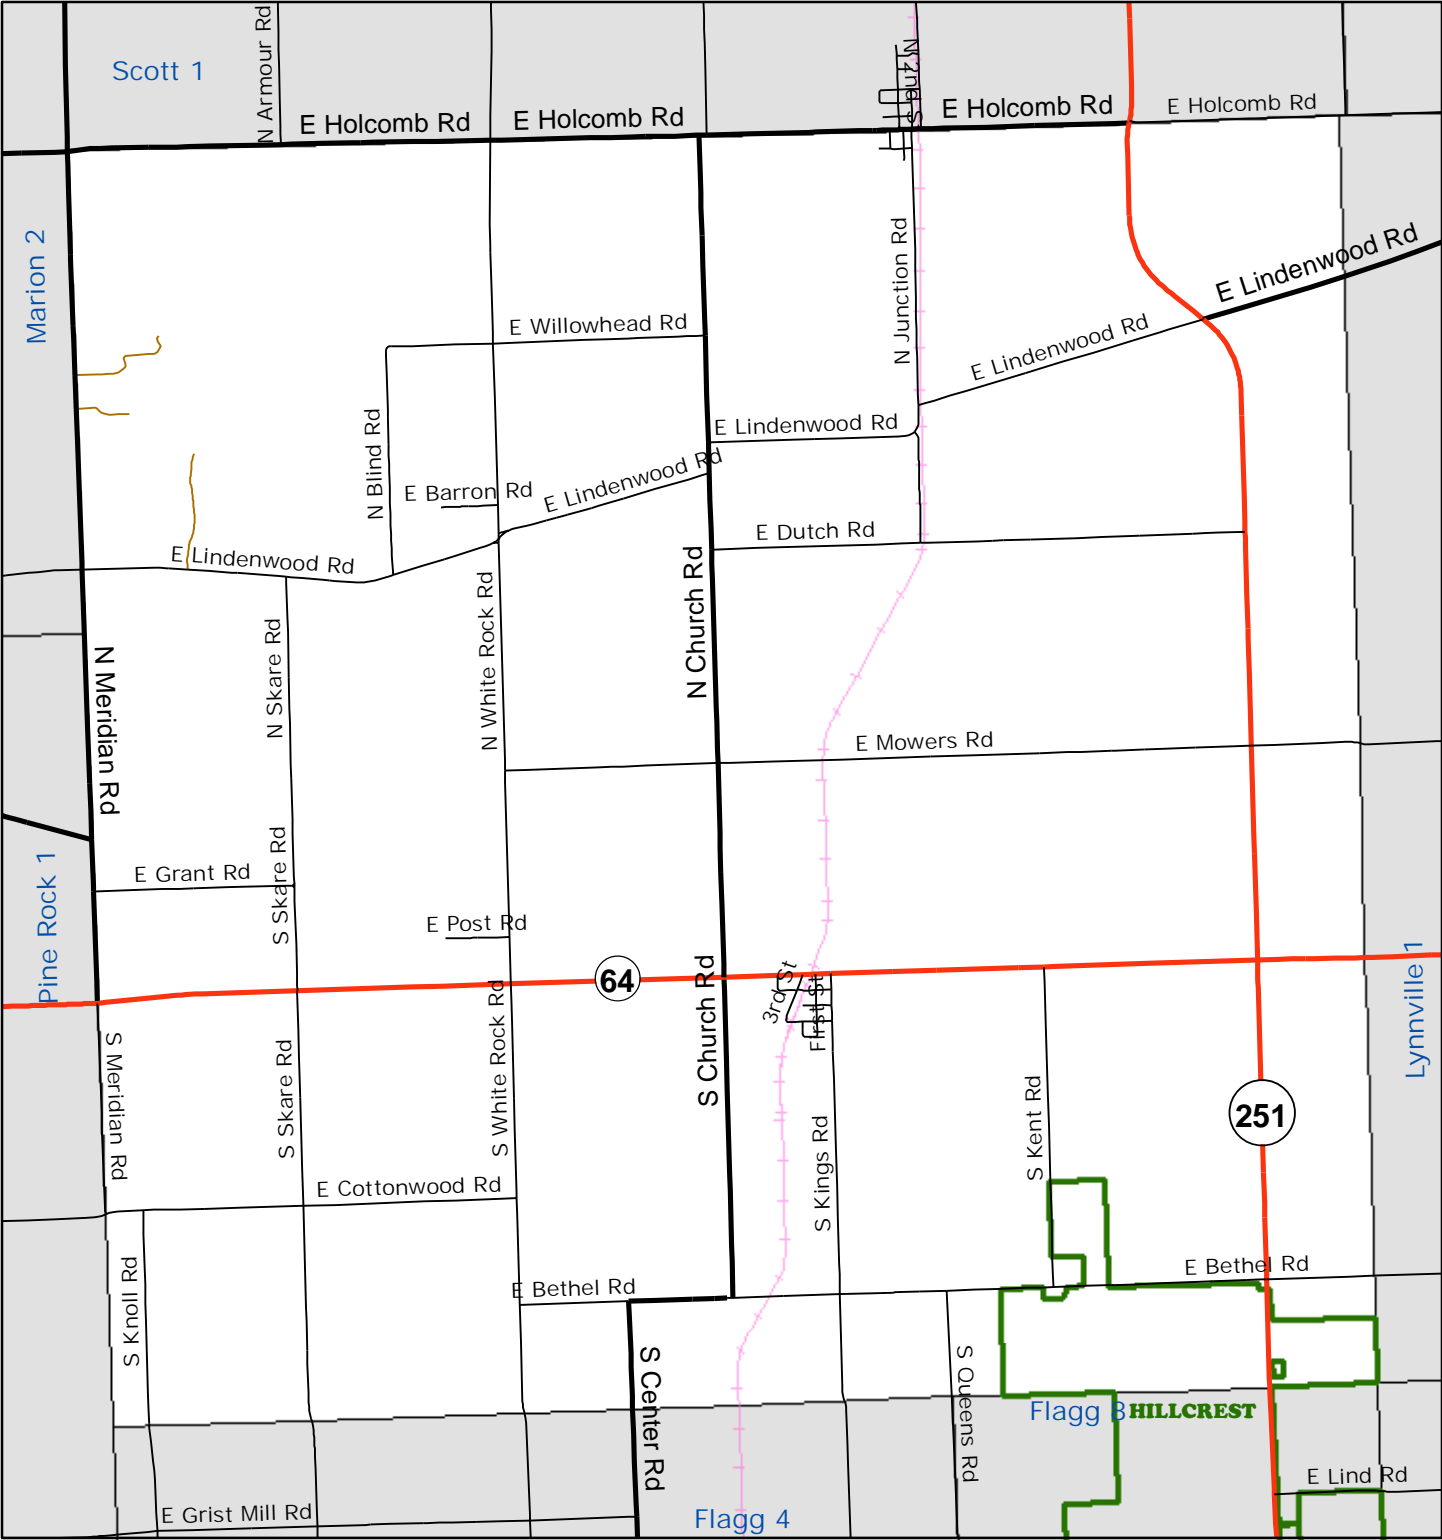 N Armour Rd
Scott 1
N 2nd S
E Holcomb Rd
E Holcomb Rd
E Holcomb Rd
E Holcomb Rd
Marion 2
N Junction Rd
E Lindenwood Rd
E Willowhead Rd
E Lindenwood Rd
N Blind Rd
E Lindenwood Rd
E Barron Rd
E Lindenwood Rd
E Dutch Rd
E Lindenwood Rd
N Church Rd
N White Rock Rd
N Skare Rd
N Meridian Rd
E Mowers Rd
E Grant Rd
S Skare Rd
Pine Rock 1
E Post Rd
64
3rd St
First St
S Church Rd
S White Rock Rd
Lynnville 1
S Meridian Rd
S Skare Rd
S Kent Rd
251
S Kings Rd
E Cottonwood Rd
S Knoll Rd
E Bethel Rd
E Bethel Rd
S Center Rd
S Queens Rd
Flagg 3
HILLCREST
E Lind Rd
E Grist Mill Rd
Flagg 4